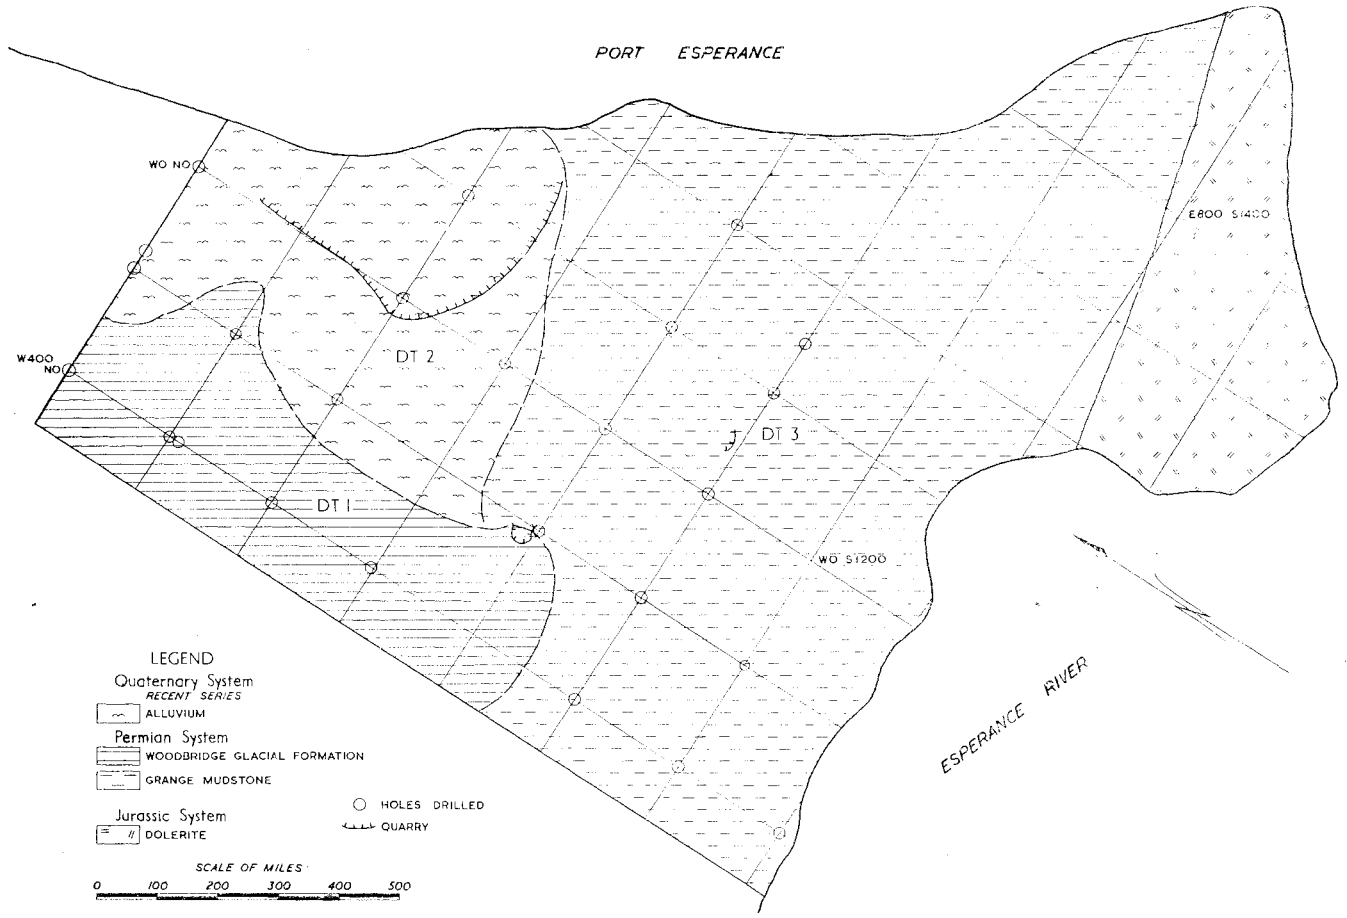 PORT ESPERANCE
WO NO
E800 S1400
DT 2
W400
NO
DT 3
DT 1
WO S1200
ESPERANCE RIVER
LEGEND
Quaternary System
RECENT SERIES
ALLUVIUM
Permian System
WOODBRIDGE GLACIAL FORMATION
GRANGE MUDSTONE
Jurassic System
DOLERITE
HOLES DRILLED
QUARRY
SCALE OF MILES
0 100 200 300 400 500